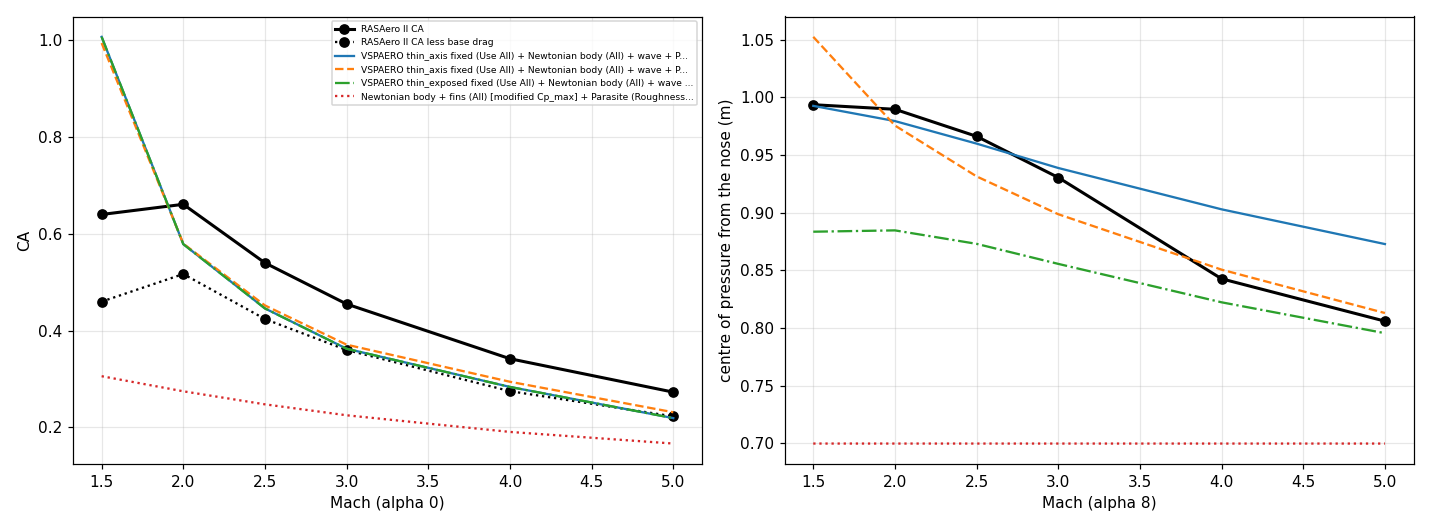 1.0
0.8
0.6
0.4
0.2
CA
1.5
2.0
2.5
3.0
3.5
4.0
4.5
5.0
Mach (alpha 0)
RASAero II CA
RASAero II CA less base drag
VSPAERO thin_axis fixed (Use All) + Newtonian body (All) + wave + P...
VSPAERO thin_axis fixed (Use All) + Newtonian body (All) + wave + P...
VSPAERO thin_exposed fixed (Use All) + Newtonian body (All) + wave ...
Newtonian body + fins (All) [modified Cp_max] + Parasite (Roughness...
1.05
1.00
0.95
0.90
0.85
0.80
0.75
0.70
centre of pressure from the nose (m)
1.5
2.0
2.5
3.0
3.5
4.0
4.5
5.0
Mach (alpha 8)